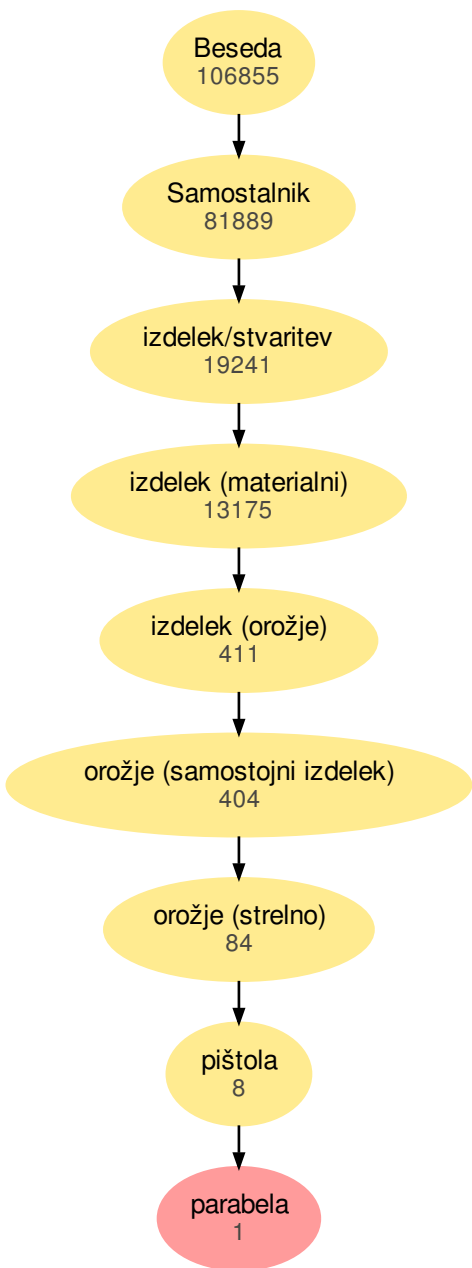 Beseda
106855
Samostalnik
81889
izdelek/stvaritev
19241
izdelek (materialni)
13175
izdelek (orožje)
411
orožje (samostojni izdelek)
404
orožje (strelno)
84
pištola
8
parabela
1